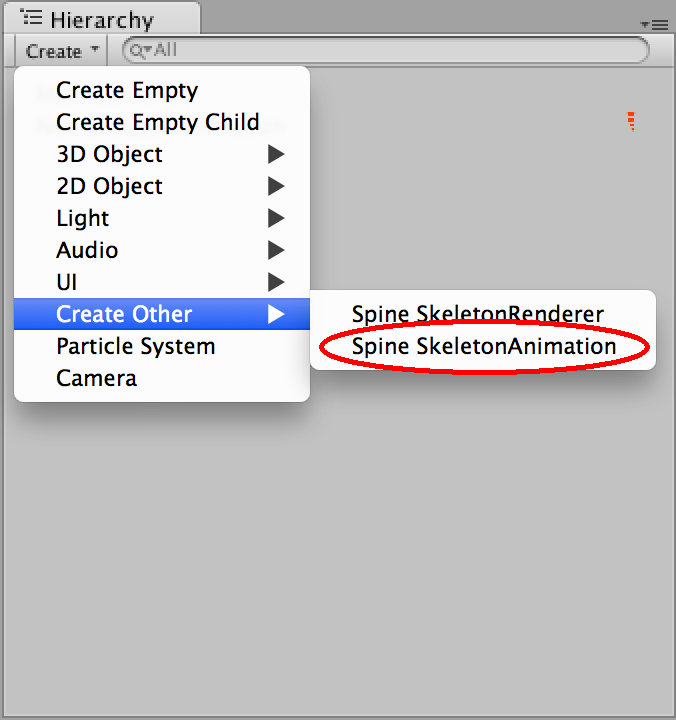 Hierarchy
Create
All
Create Empty
Create Empty Child
3D Object
2D Object
Light
Audio
UI
Create Other
Spine SkeletonRenderer
Particle System
Spine SkeletonAnimation
Camera